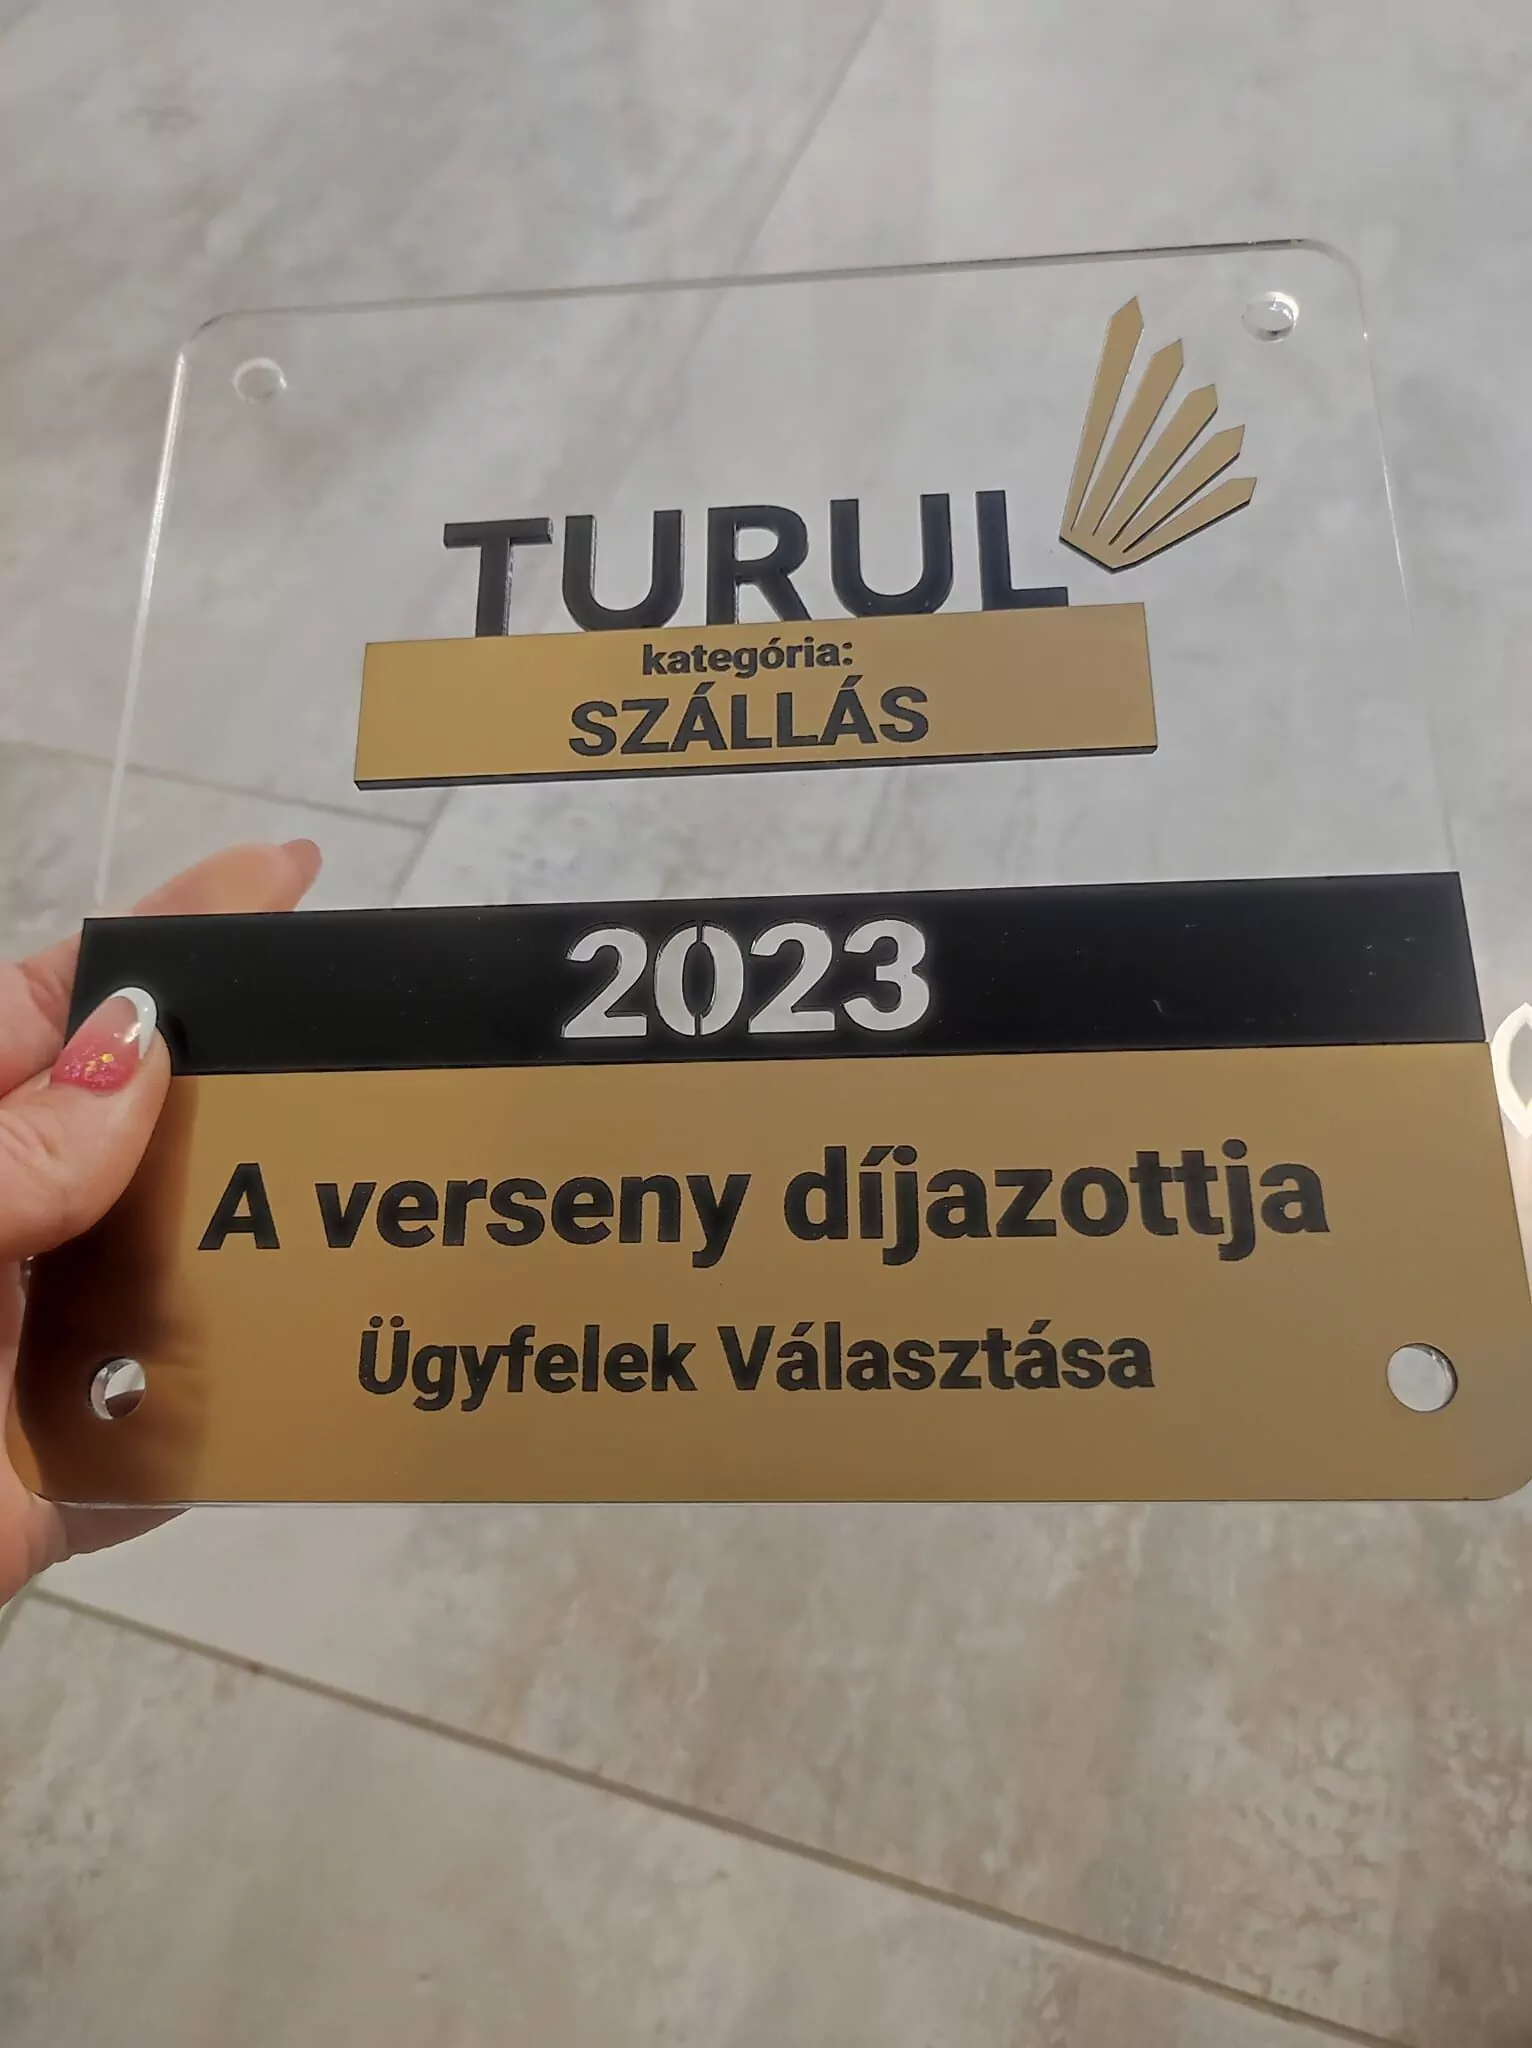 TURUL
kategória:
SZÁLLÁS
2023
A verseny díjazottja
Ügyfelek Választása